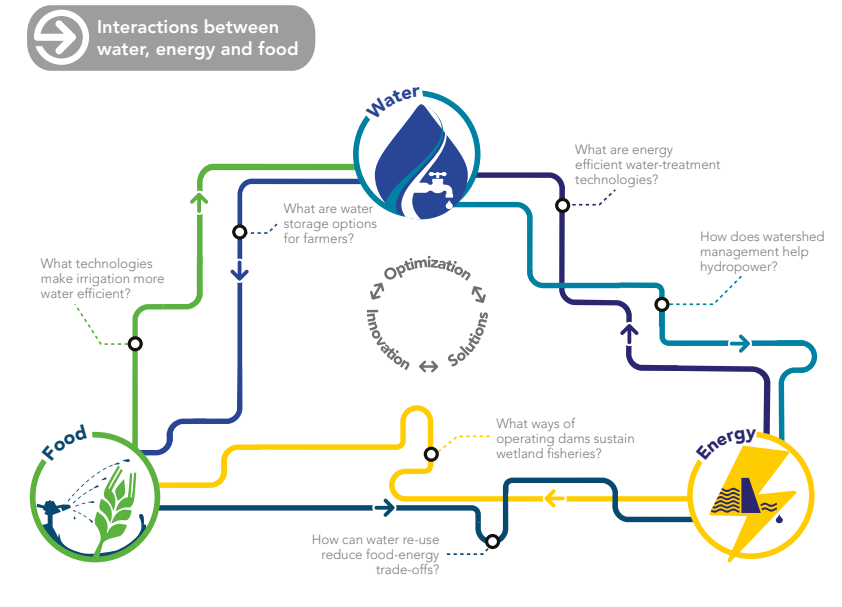 Interactions between
water, energy and food
Water
What are energy
efficient water-treatment
technologies?
What are water
storage options
for farmers?
How does watershed
management help
hydropower?
What technologies
make irrigation more
water efficient?
Optimization
Innovation
Solutions
What ways of
operating dams sustain
wetland fisheries?
Food
Energy
How can water re-use
reduce food-energy
trade-offs?